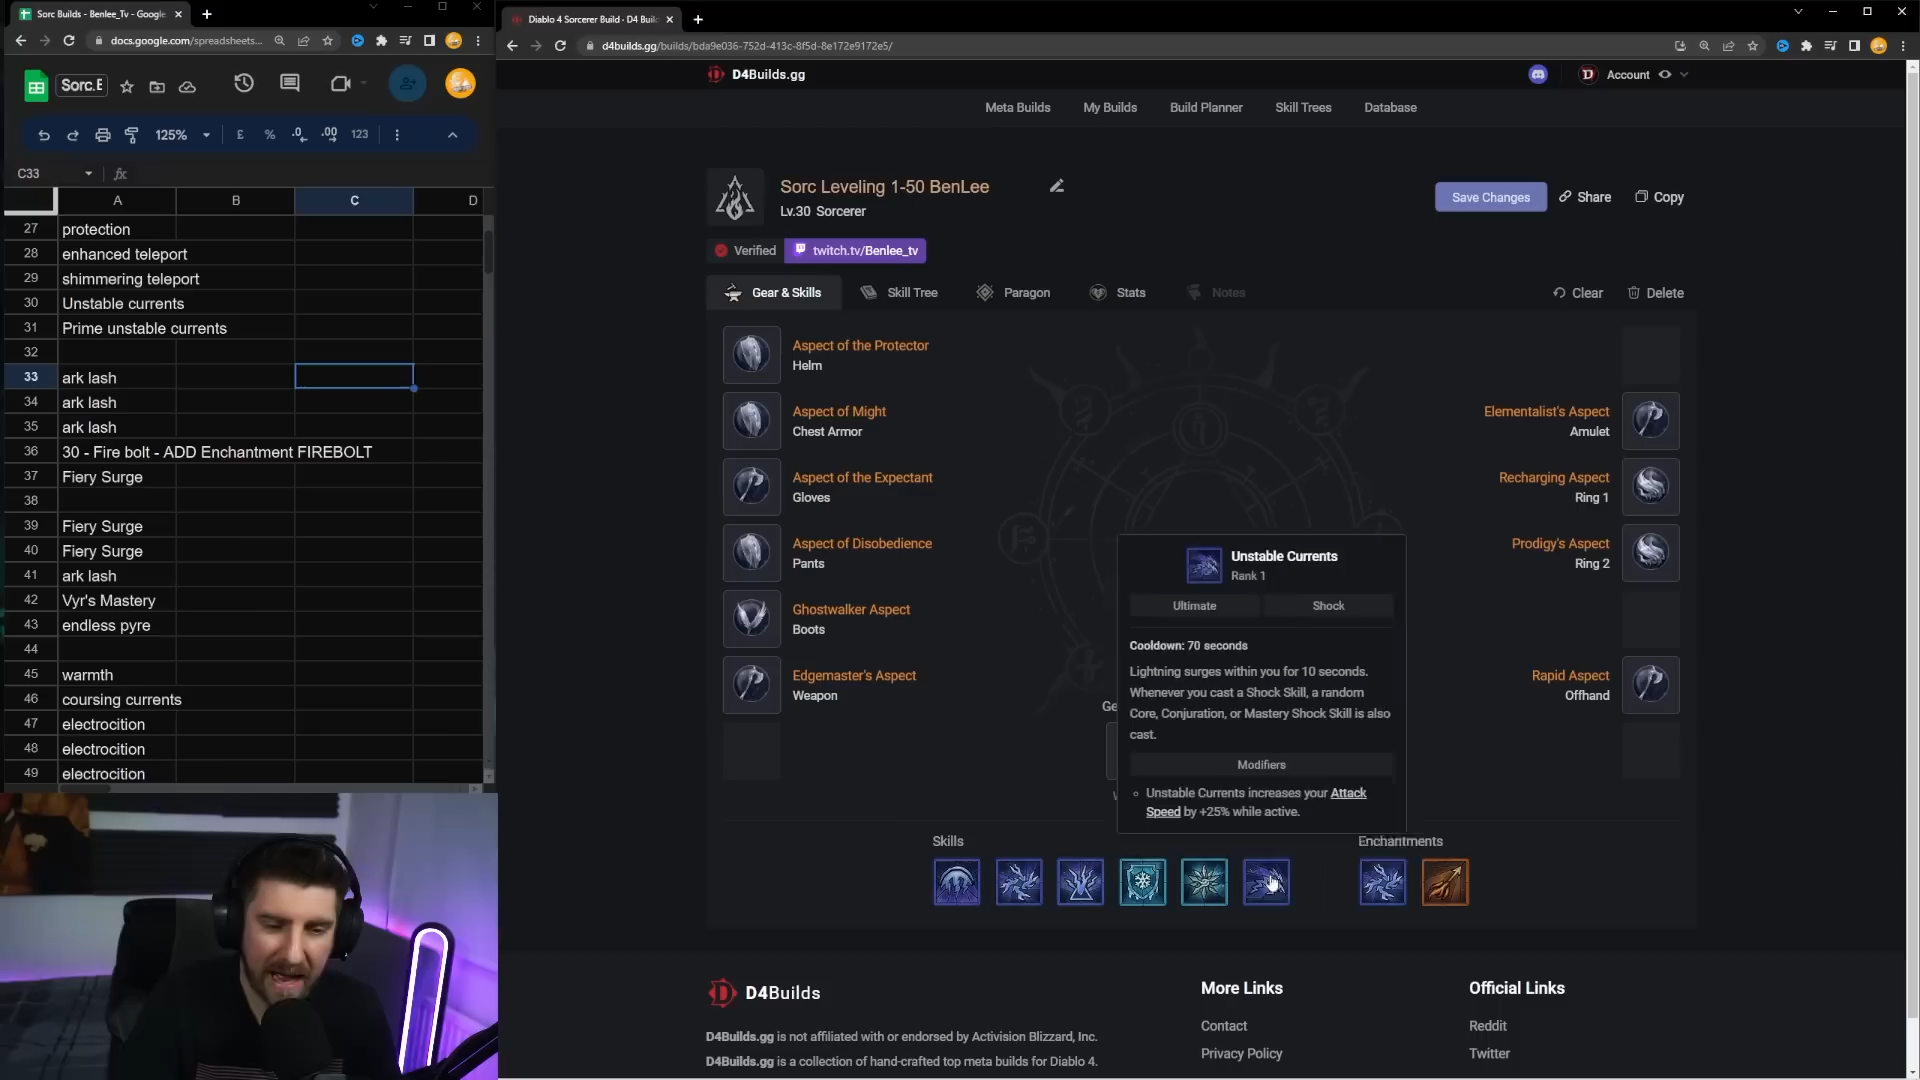 Sorc Builds - Benlee_Tv - Google
docs.google.com/spreadsheets...
Sorc.E
125%
£
%
.0
.00
123
C33
fx
A
B
C
D
27 protection
28 enhanced teleport
29 shimmering teleport
30 Unstable currents
31 Prime unstable currents
32
33 ark lash
34 ark lash
35 ark lash
36 30 - Fire bolt - ADD Enchantment FIREBOLT
37 Fiery Surge
38
39 Fiery Surge
40 Fiery Surge
41 ark lash
42 Vyr's Mastery
43 endless pyre
44
45 warmth
46 coursing currents
47 electrocition
48 electrocition
49 electrocition
Diablo 4 Sorcerer Build - D4 Buil
d4builds.gg/builds/bda9e036-752d-413c-8f5d-8e172e9172e5/
D4Builds.gg
Account
Meta Builds
My Builds
Build Planner
Skill Trees
Database
Sorc Leveling 1-50 BenLee
Lv.30 Sorcerer
Save Changes
Share
Copy
Verified
twitch.tv/Benlee_tv
Gear & Skills
Skill Tree
Paragon
Stats
Notes
Clear
Delete
Aspect of the Protector
Helm
Aspect of Might
Chest Armor
Aspect of the Expectant
Gloves
Aspect of Disobedience
Pants
Ghostwalker Aspect
Boots
Edgemaster's Aspect
Weapon
Elementalist's Aspect
Amulet
Recharging Aspect
Ring 1
Prodigy's Aspect
Ring 2
Rapid Aspect
Offhand
Ge
Unstable Currents
Rank 1
Ultimate
Shock
Cooldown: 70 seconds
Lightning surges within you for 10 seconds.
Whenever you cast a Shock Skill, a random
Core, Conjuration, or Mastery Shock Skill is also
cast.
Modifiers
Unstable Currents increases your Attack
Speed by +25% while active.
Skills
Enchantments
D4Builds
D4Builds.gg is not affiliated with or endorsed by Activision Blizzard, Inc.
D4Builds.gg is a collection of hand-crafted top meta builds for Diablo 4.
More Links
Contact
Privacy Policy
Official Links
Reddit
Twitter